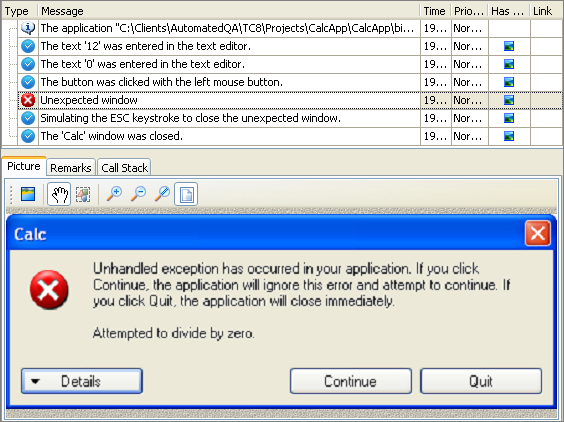 Type Message Time Prio... Has ... Link
The application "C:\Clients\AutomatedQA\TC8\Projects\CalcApp\CalcApp\bi... 19... Nor...
The text '12' was entered in the text editor. 19... Nor...
The text '0' was entered in the text editor. 19... Nor...
The button was clicked with the left mouse button. 19... Nor...
Unexpected window 19... Nor...
Simulating the ESC keystroke to close the unexpected window. 19... Nor...
The 'Calc' window was closed. 19... Nor...
Picture Remarks Call Stack
Calc
Unhandled exception has occurred in your application. If you click
Continue, the application will ignore this error and attempt to continue. If
you click Quit, the application will close immediately.
Attempted to divide by zero.
Details Continue Quit